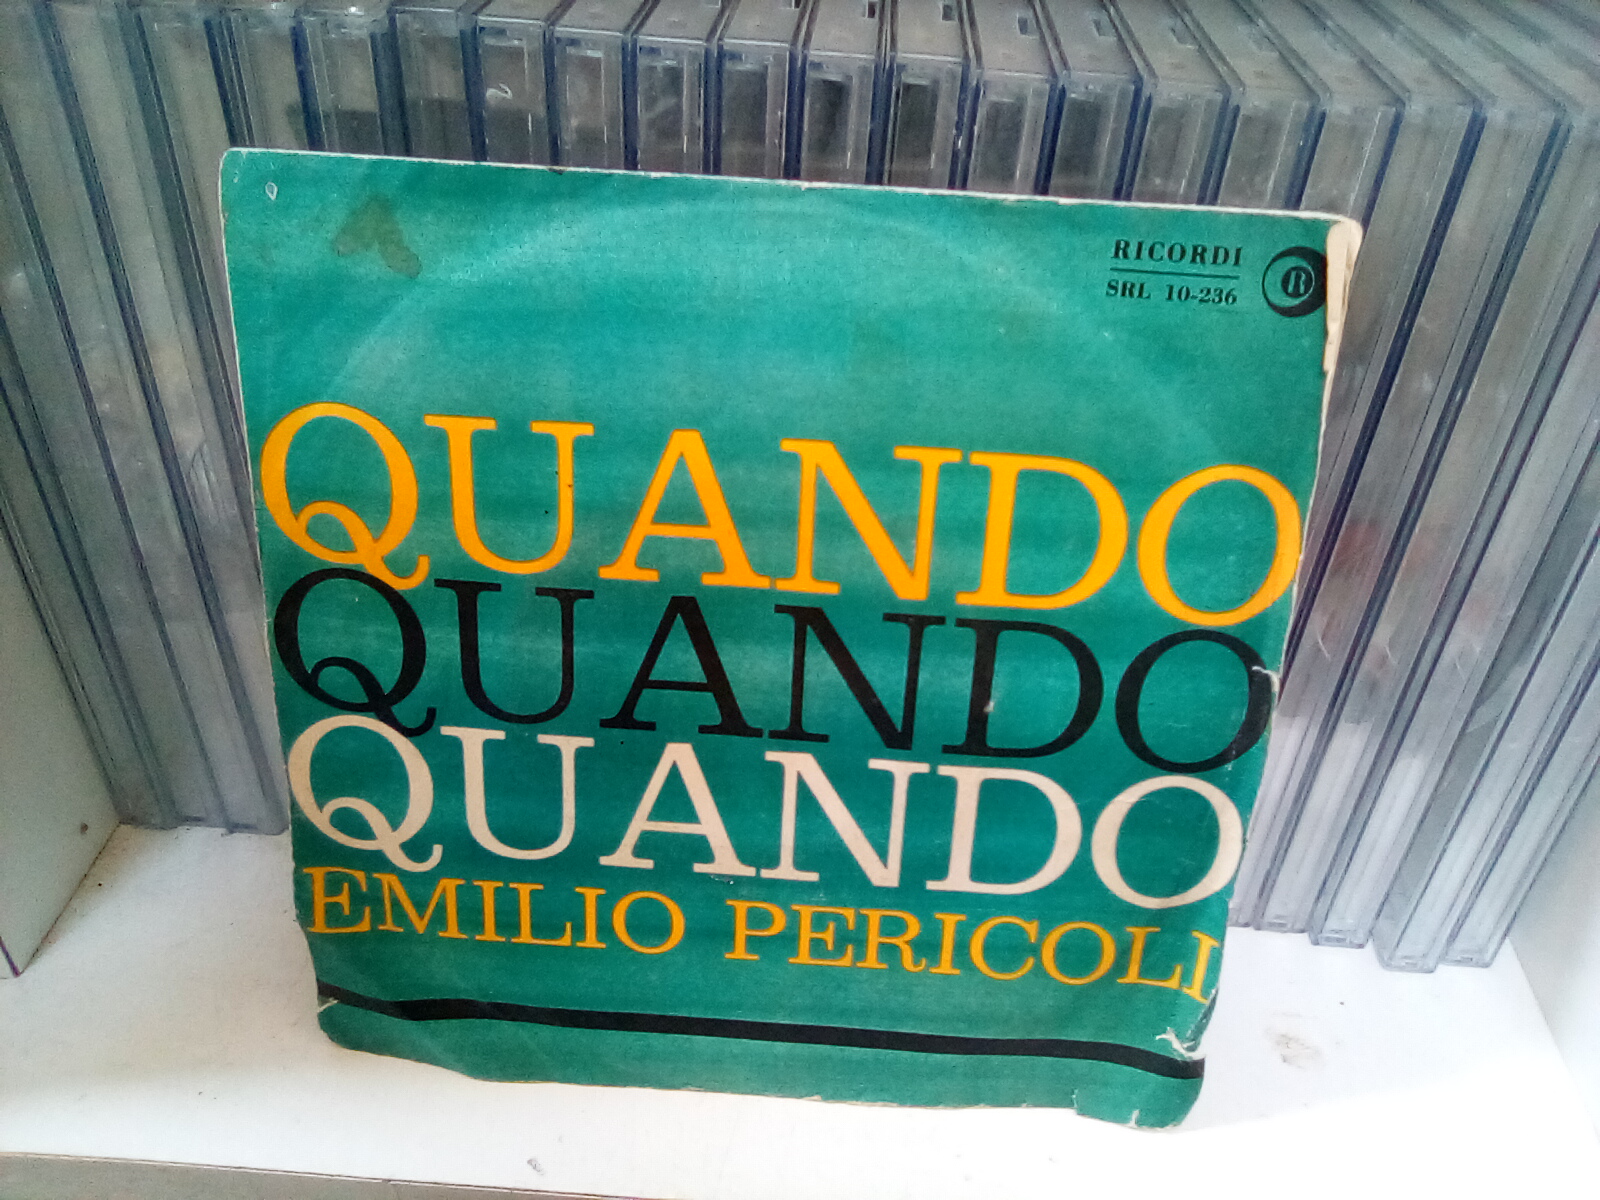 RICORDI
SRL 10-236
R
QUANDO
QUANDO
QUANDO
EMILIO PERICOLI